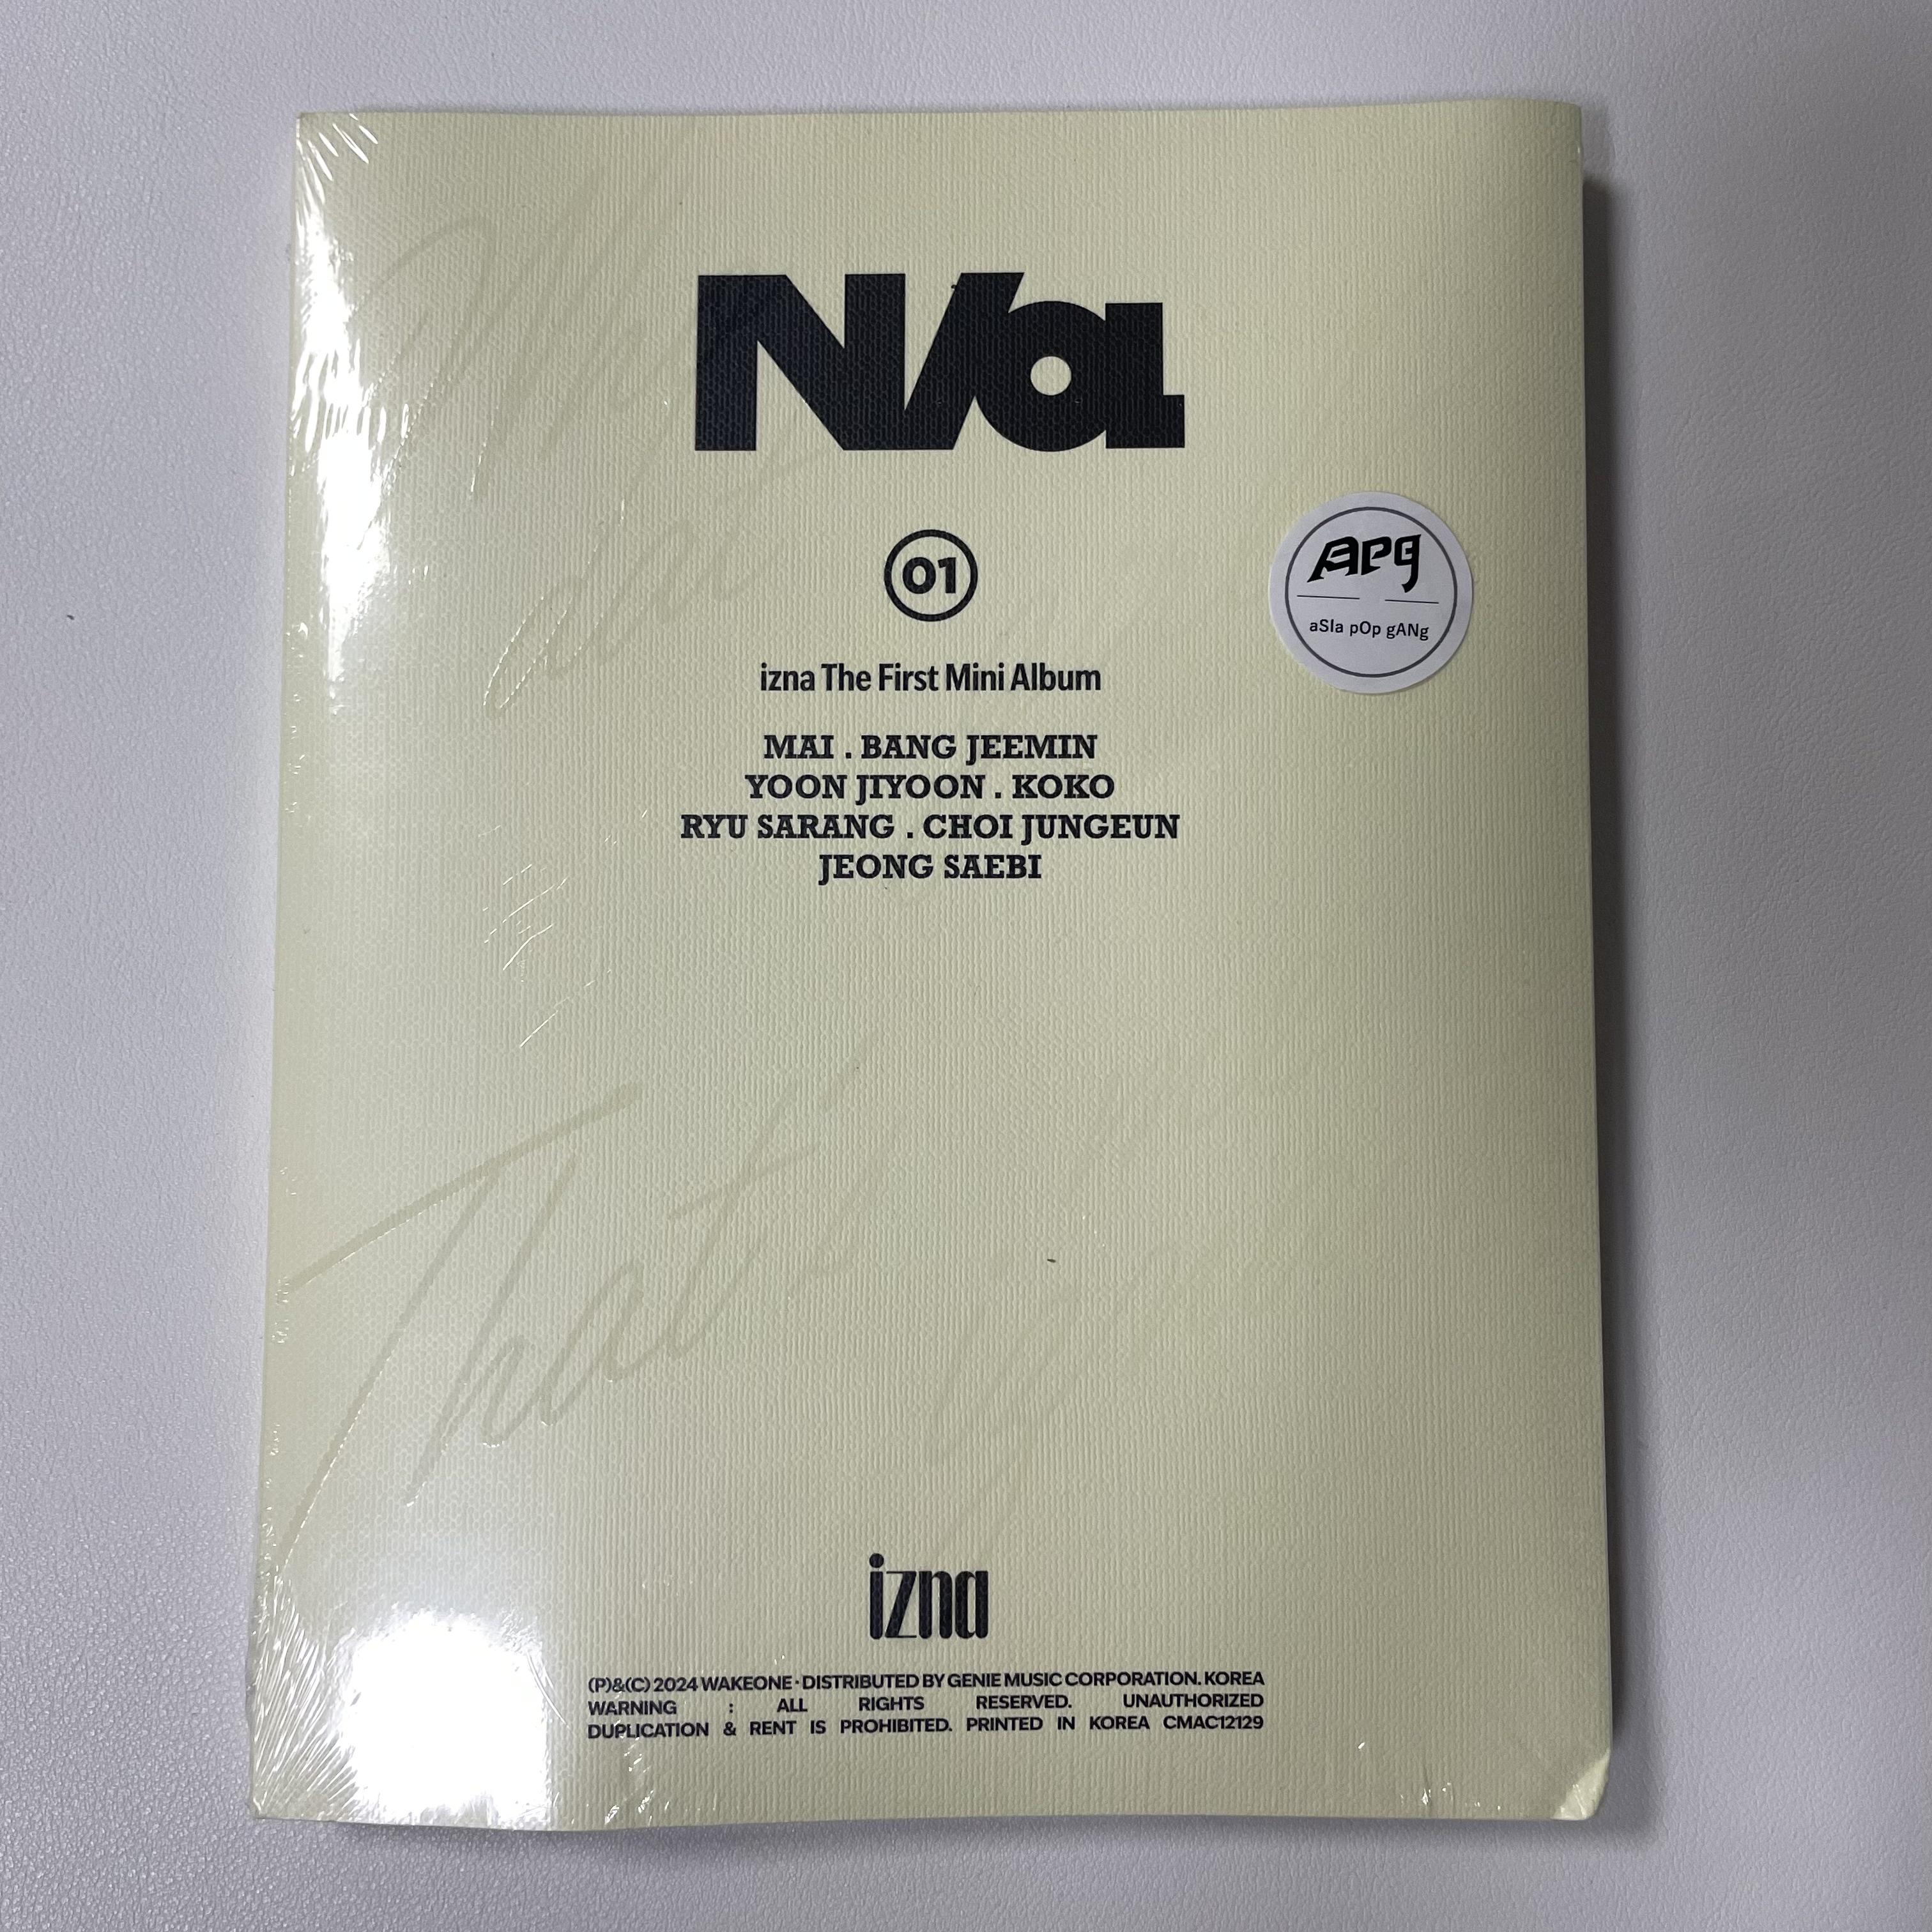 N/a
01
izna The First Mini Album
MAI . BANG JEEMIN
YOON JIYOON . KOKO
RYU SARANG . CHOI JUNGEUN
JEONG SAEBI
APg
aSIa pOp gANg
That
izna
(P)&(C) 2024 WAKEONE · DISTRIBUTED BY GENIE MUSIC CORPORATION. KOREA
WARNING : ALL RIGHTS RESERVED. UNAUTHORIZED
DUPLICATION & RENT IS PROHIBITED. PRINTED IN KOREA CMAC12129